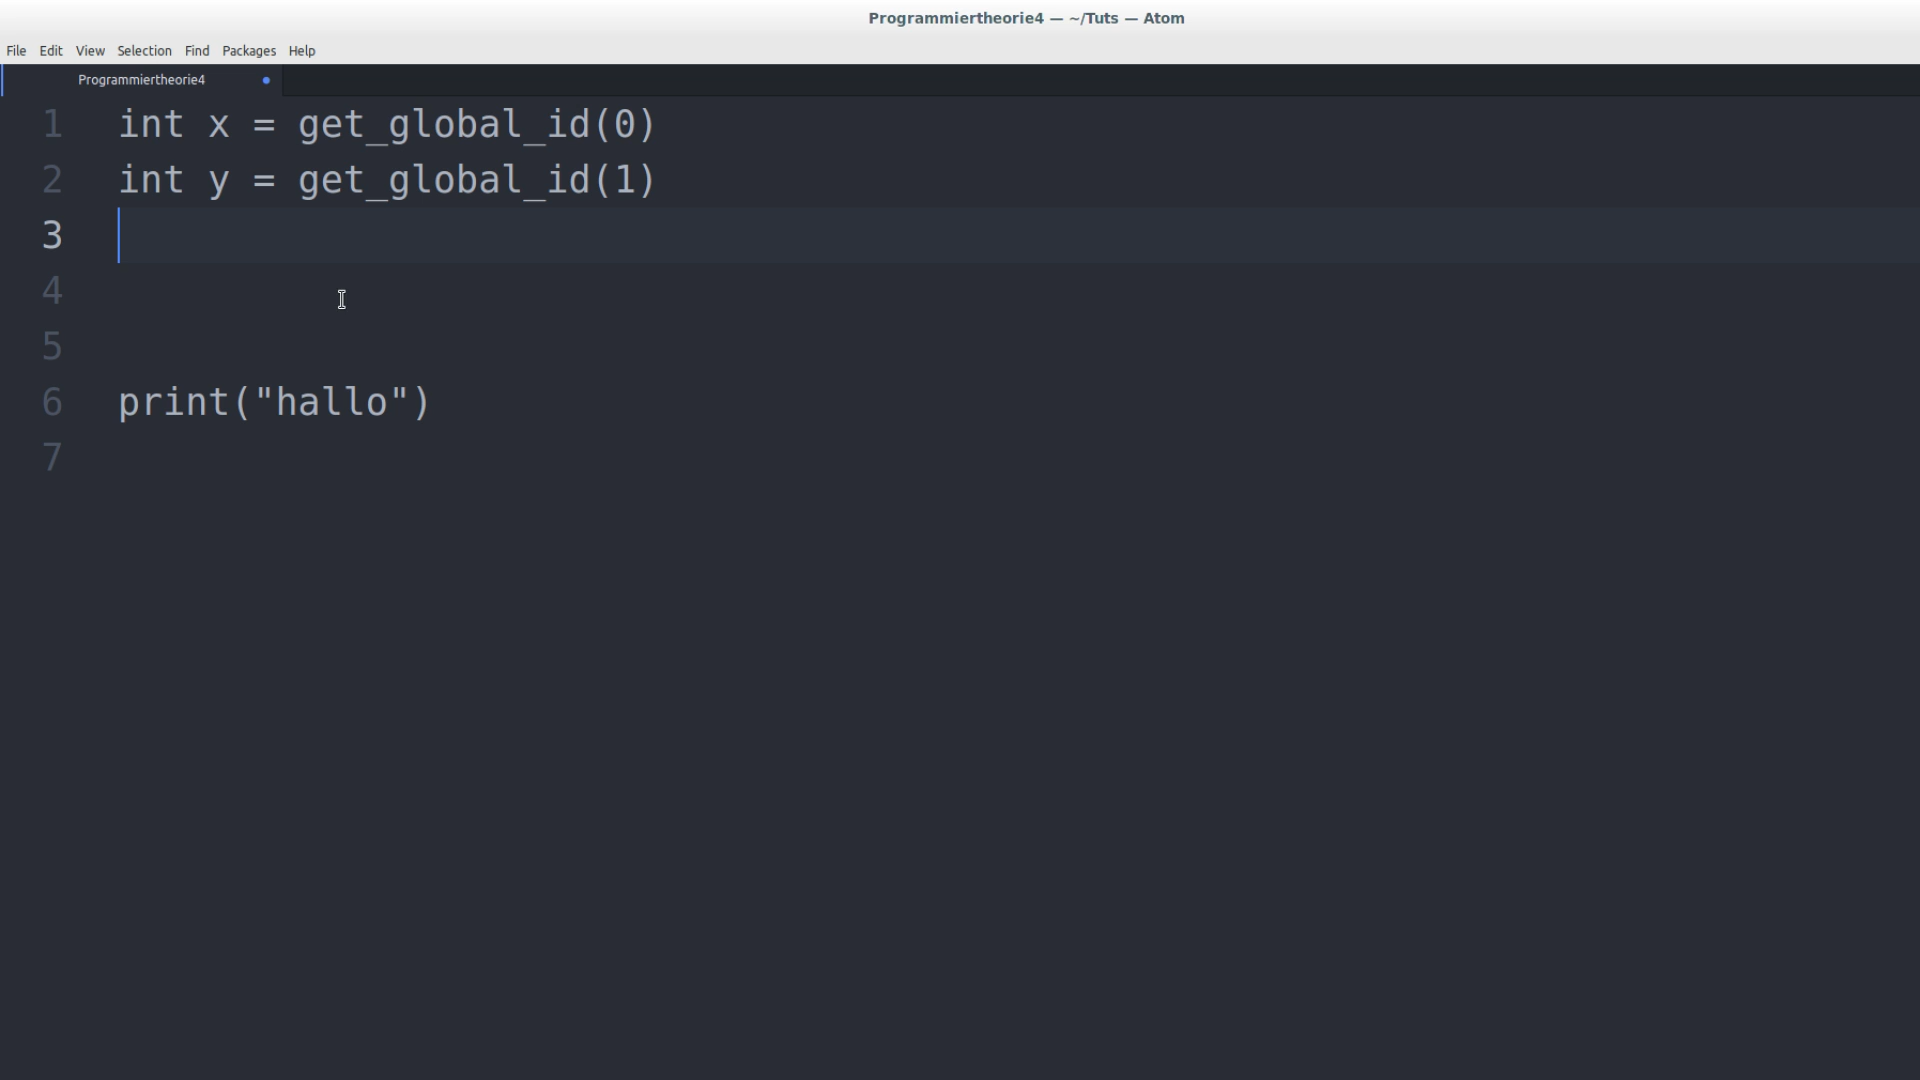 Programmiertheorie4 — ~/Tuts — Atom
File Edit View Selection Find Packages Help
Programmiertheorie4
1 int x = get_global_id(0)
2 int y = get_global_id(1)
3
4
5
6 print("hallo")
7